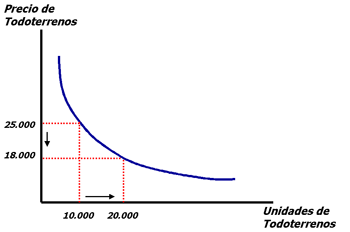 Precio de
Todoterrenos
25.000
18.000
10.000 20.000
Unidades de
Todoterrenos